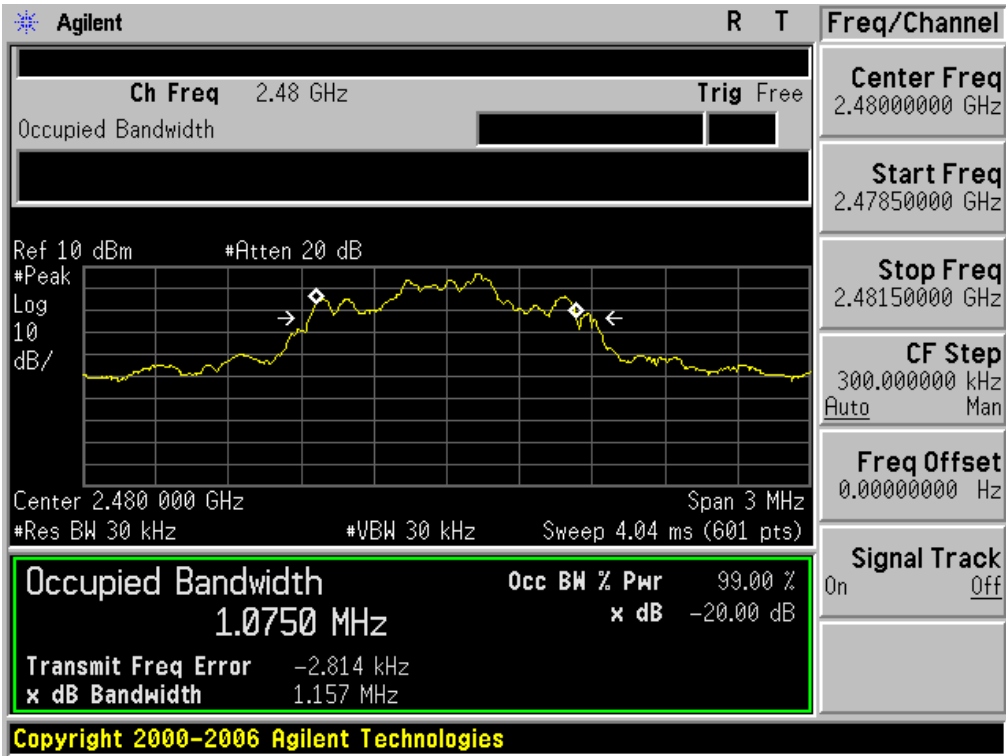 Agilent R T
Freq/Channel
Ch Freq 2.48 GHz Trig Free
Occupied Bandwidth
Ref 10 dBm #Atten 20 dB
#Peak
Log
10
dB/
Center 2.480 000 GHz Span 3 MHz
#Res BW 30 kHz #VBW 30 kHz Sweep 4.04 ms (601 pts)
Occupied Bandwidth
1.0750 MHz
Occ BW % Pwr 99.00 %
x dB -20.00 dB
Transmit Freq Error -2.814 kHz
x dB Bandwidth 1.157 MHz
Center Freq
2.48000000 GHz
Start Freq
2.47850000 GHz
Stop Freq
2.48150000 GHz
CF Step
300.000000 kHz
Auto Man
Freq Offset
0.00000000 Hz
Signal Track
On Off
Copyright 2000-2006 Agilent Technologies